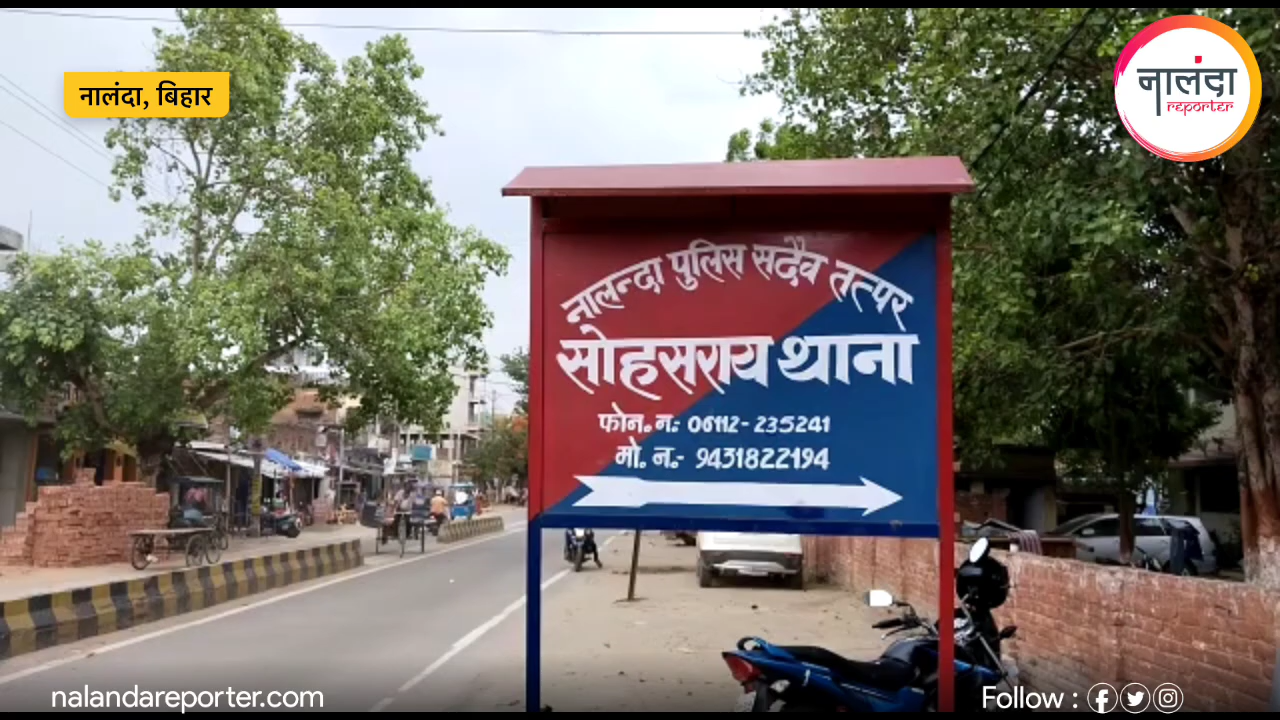 नालंदा, बिहार
नालंदा
reporter
नालन्दा पुलिस सदैव तत्पर
सोहसराय थाना
फोन॰ न॰: 06112-235241
मो॰ न॰- 9431822194
nalandareporter.com
Follow :